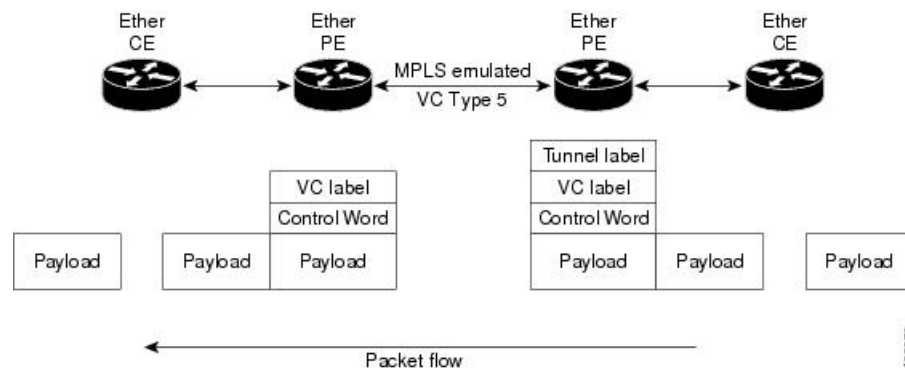 Ether
CE
Ether
PE
Ether
PE
Ether
CE
MPLS emulated
VC Type 5
Tunnel label
VC label
VC label
Control Word
Control Word
Payload
Payload
Payload
Payload
Payload
Payload
Packet flow